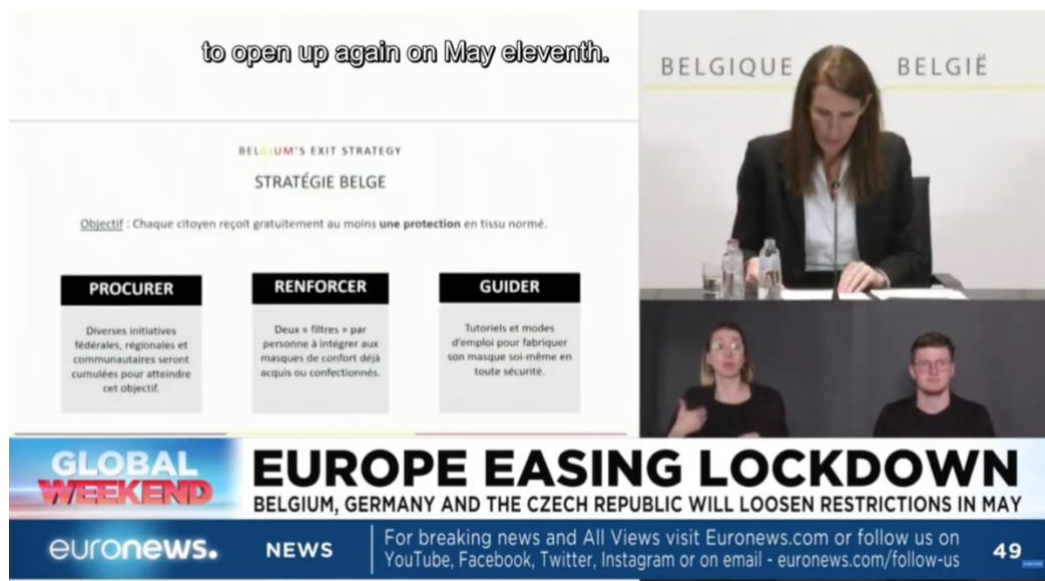 to open up again on May eleventh.
BELGIUM'S EXIT STRATEGY
STRATÉGIE BELGE
Objectif : Chaque citoyen reçoit gratuitement au moins une protection en tissu normé.
PROCURER
Diverses initiatives
fédérales, régionales et
communautaires seront
cumulées pour atteindre
cet objectif.
RENFORCER
Deux « filtres » par
personne à intégrer aux
masques de confort déjà
acquis ou confectionnés.
GUIDER
Tutoriels et modes
d'emploi pour fabriquer
son masque soi-même en
toute sécurité.
BELGIQUE BELGIË
GLOBAL
WEEKEND
EUROPE EASING LOCKDOWN
BELGIUM, GERMANY AND THE CZECH REPUBLIC WILL LOOSEN RESTRICTIONS IN MAY
euronews.
NEWS
For breaking news and All Views visit Euronews.com or follow us on
YouTube, Facebook, Twitter, Instagram or on email - euronews.com/follow-us
49